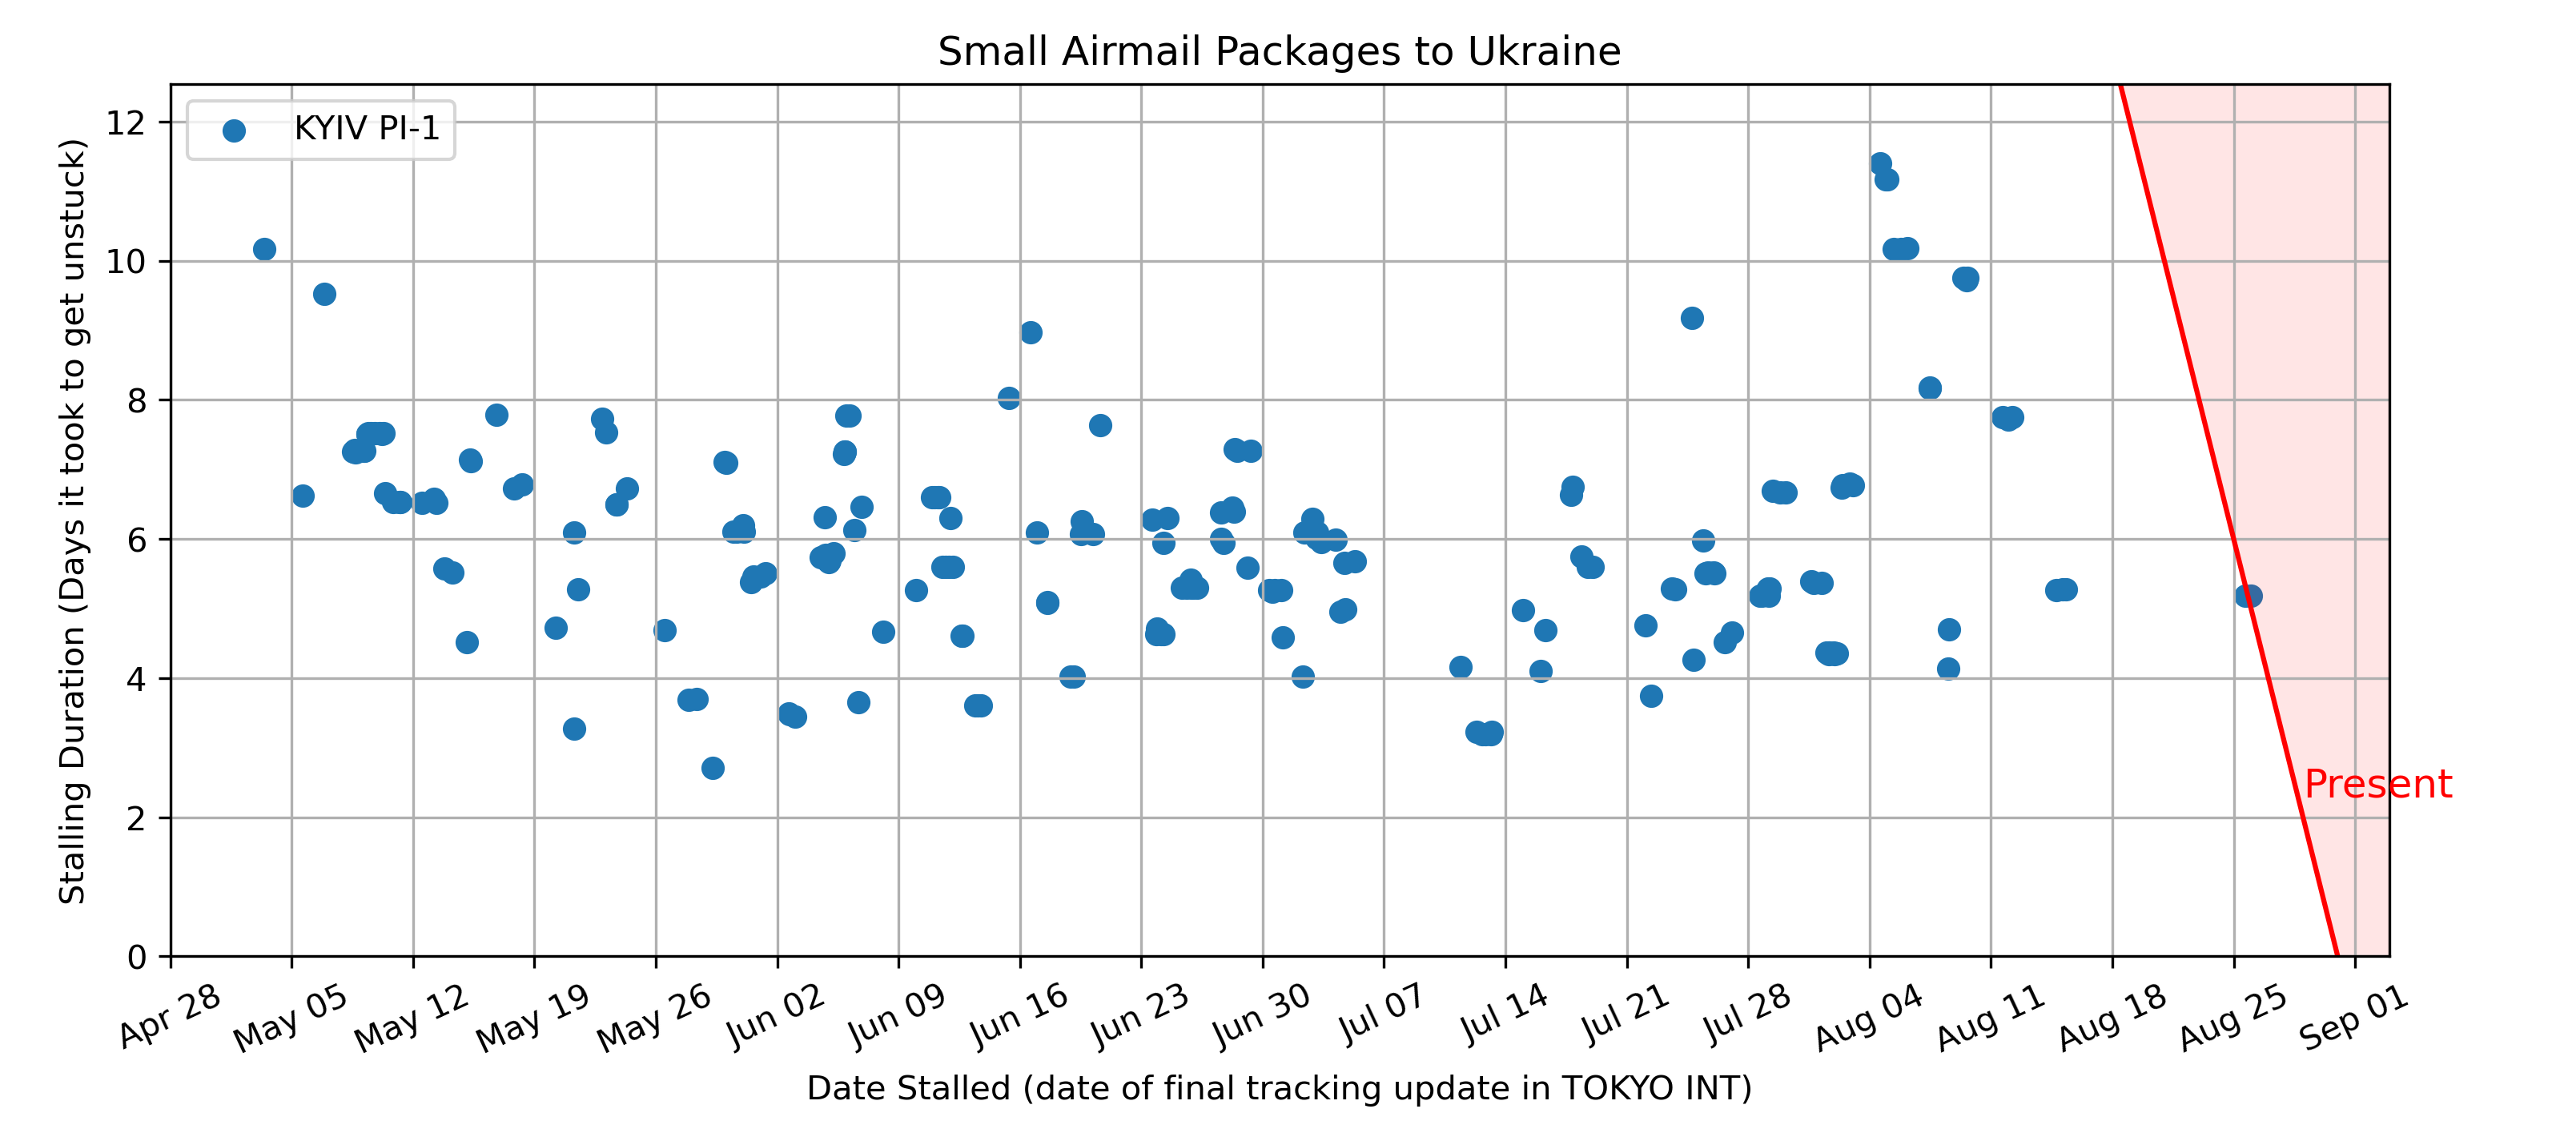 Small Airmail Packages to Ukraine
KYIV PI-1
Stalling Duration (Days it took to get unstuck)
12
10
8
6
4
2
0
Present
Apr 28
May 05
May 12
May 19
May 26
Jun 02
Jun 09
Jun 16
Jun 23
Jun 30
Jul 07
Jul 14
Jul 21
Jul 28
Aug 04
Aug 11
Aug 18
Aug 25
Sep 01
Date Stalled (date of final tracking update in TOKYO INT)